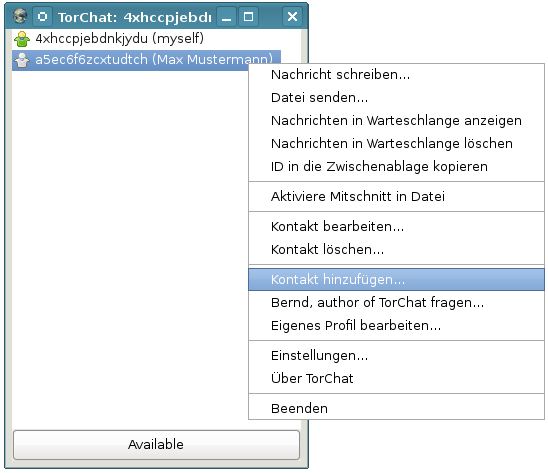 TorChat: 4xhccpjebdı
4xhccpjebdnkjydu (myself)
a5ec6f6zcxtudtch (Max Mustermann)
Nachricht schreiben...
Datei senden...
Nachrichten in Warteschlange anzeigen
Nachrichten in Warteschlange löschen
ID in die Zwischenablage kopieren
Aktiviere Mitschnitt in Datei
Kontakt bearbeiten...
Kontakt löschen...
Kontakt hinzufügen...
Bernd, author of TorChat fragen...
Eigenes Profil bearbeiten...
Einstellungen...
Über TorChat
Beenden
Available